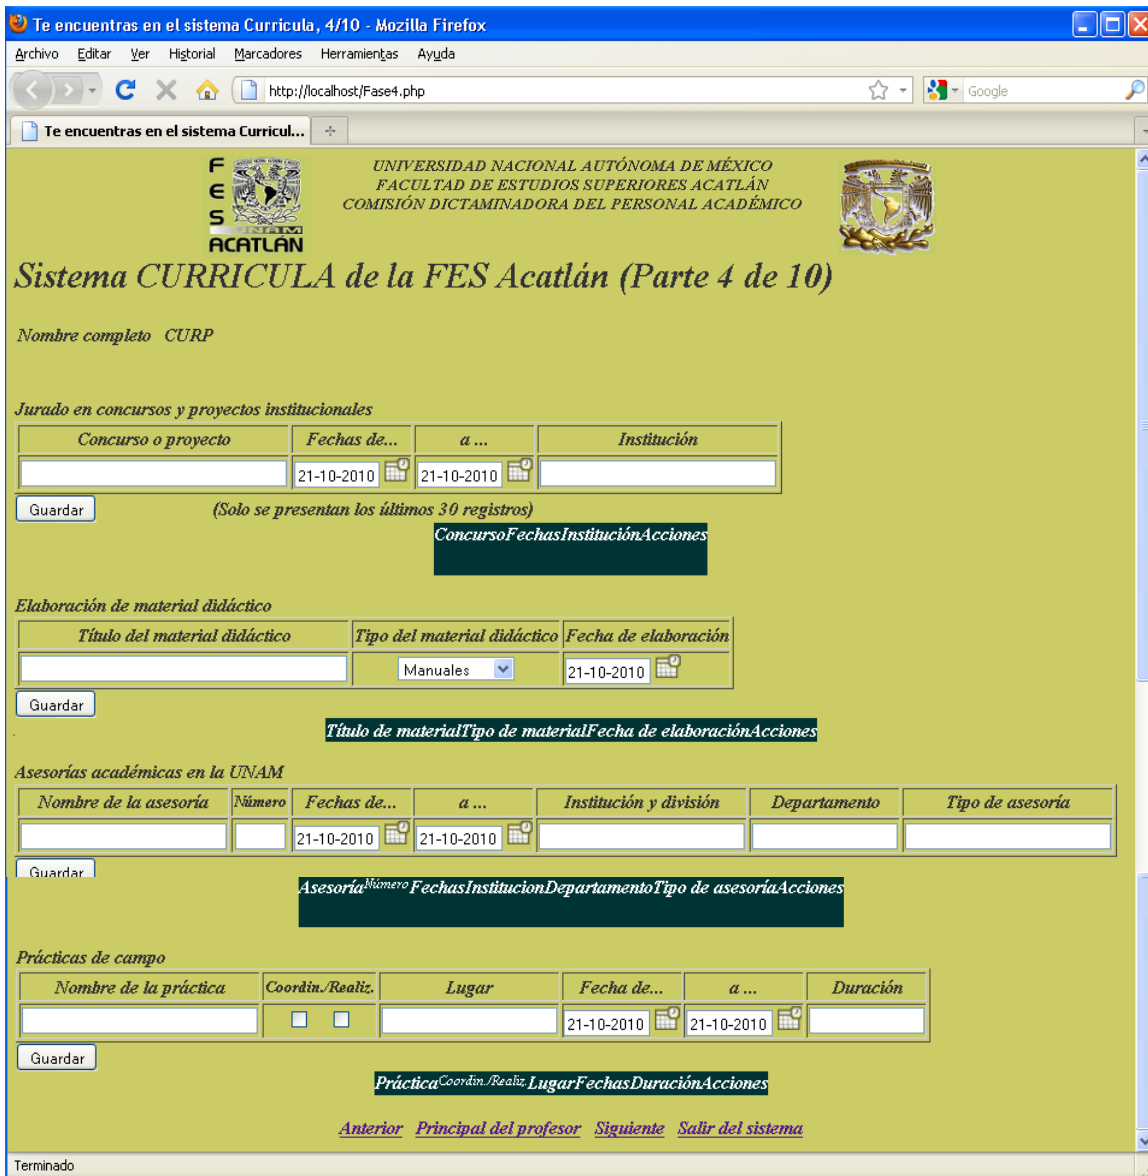 Te encuentras en el sistema Curricula, 4/10 - Mozilla Firefox
Archivo Editar Ver Historial Marcadores Herramientas Ayuda
http://localhost/Fase4.php Google
Te encuentras en el sistema Curricul...
FES UNAM ACATLÁN
UNIVERSIDAD NACIONAL AUTÓNOMA DE MÉXICO
FACULTAD DE ESTUDIOS SUPERIORES ACATLÁN
COMISIÓN DICTAMINADORA DEL PERSONAL ACADÉMICO
Sistema CURRICULA de la FES Acatlán (Parte 4 de 10)
Nombre completo CURP
Jurado en concursos y proyectos institucionales
Concurso o proyecto Fechas de... a ... Institución
21-10-2010 21-10-2010
Guardar (Solo se presentan los últimos 30 registros)
ConcursoFechasInstituciónAcciones
Elaboración de material didáctico
Título del material didáctico Tipo del material didáctico Fecha de elaboración
Manuales 21-10-2010
Guardar
Título de materialTipo de materialFecha de elaboraciónAcciones
Asesorías académicas en la UNAM
Nombre de la asesoría Número Fechas de... a ... Institución y división Departamento Tipo de asesoría
21-10-2010 21-10-2010
Guardar
AsesoríaNúmeroFechasInstitucionDepartamentoTipo de asesoríaAcciones
Prácticas de campo
Nombre de la práctica Coordin./Realiz. Lugar Fecha de... a ... Duración
21-10-2010 21-10-2010
Guardar
PrácticaCoordin./Realiz.LugarFechasDuraciónAcciones
Anterior Principal del profesor Siguiente Salir del sistema
Terminado